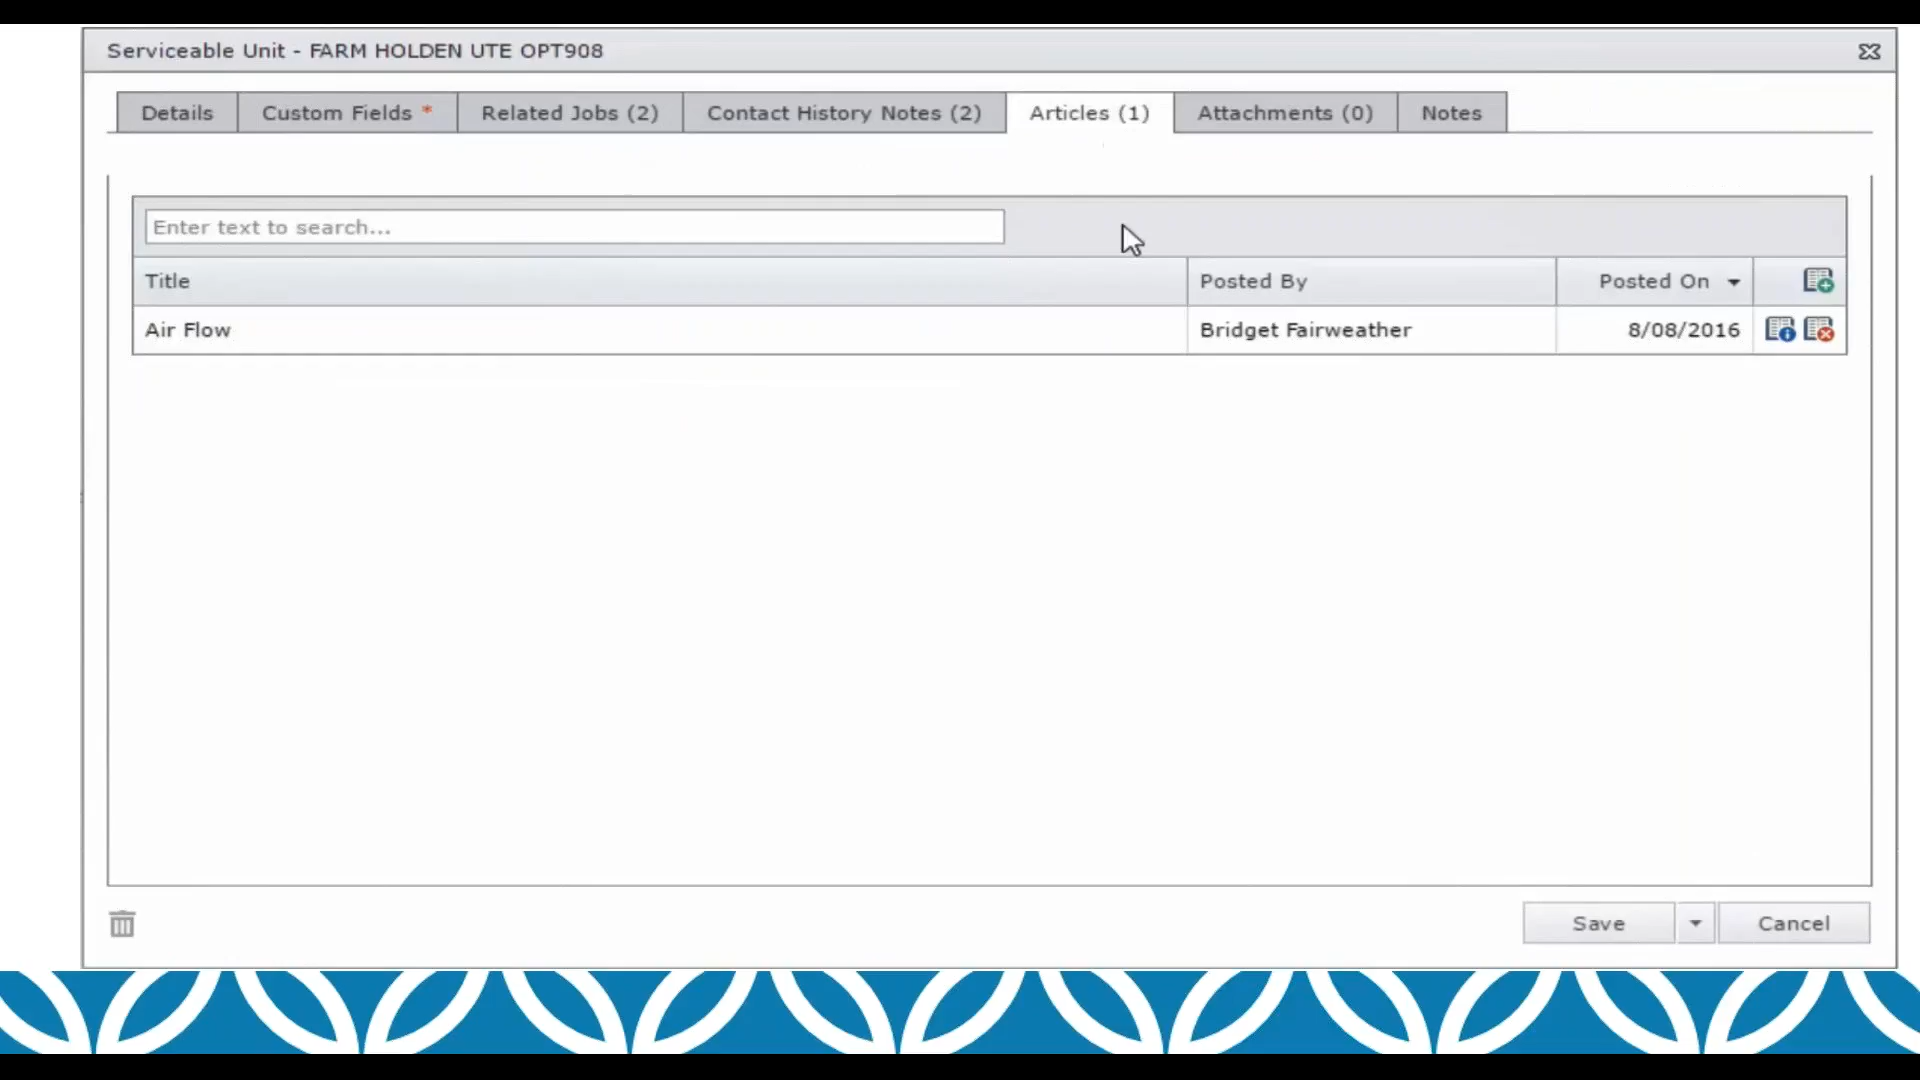 Serviceable Unit - FARM HOLDEN UTE OPT908
Details Custom Fields * Related Jobs (2) Contact History Notes (2) Articles (1) Attachments (0) Notes
Enter text to search...
Title Posted By Posted On
Air Flow Bridget Fairweather 8/08/2016
Save Cancel